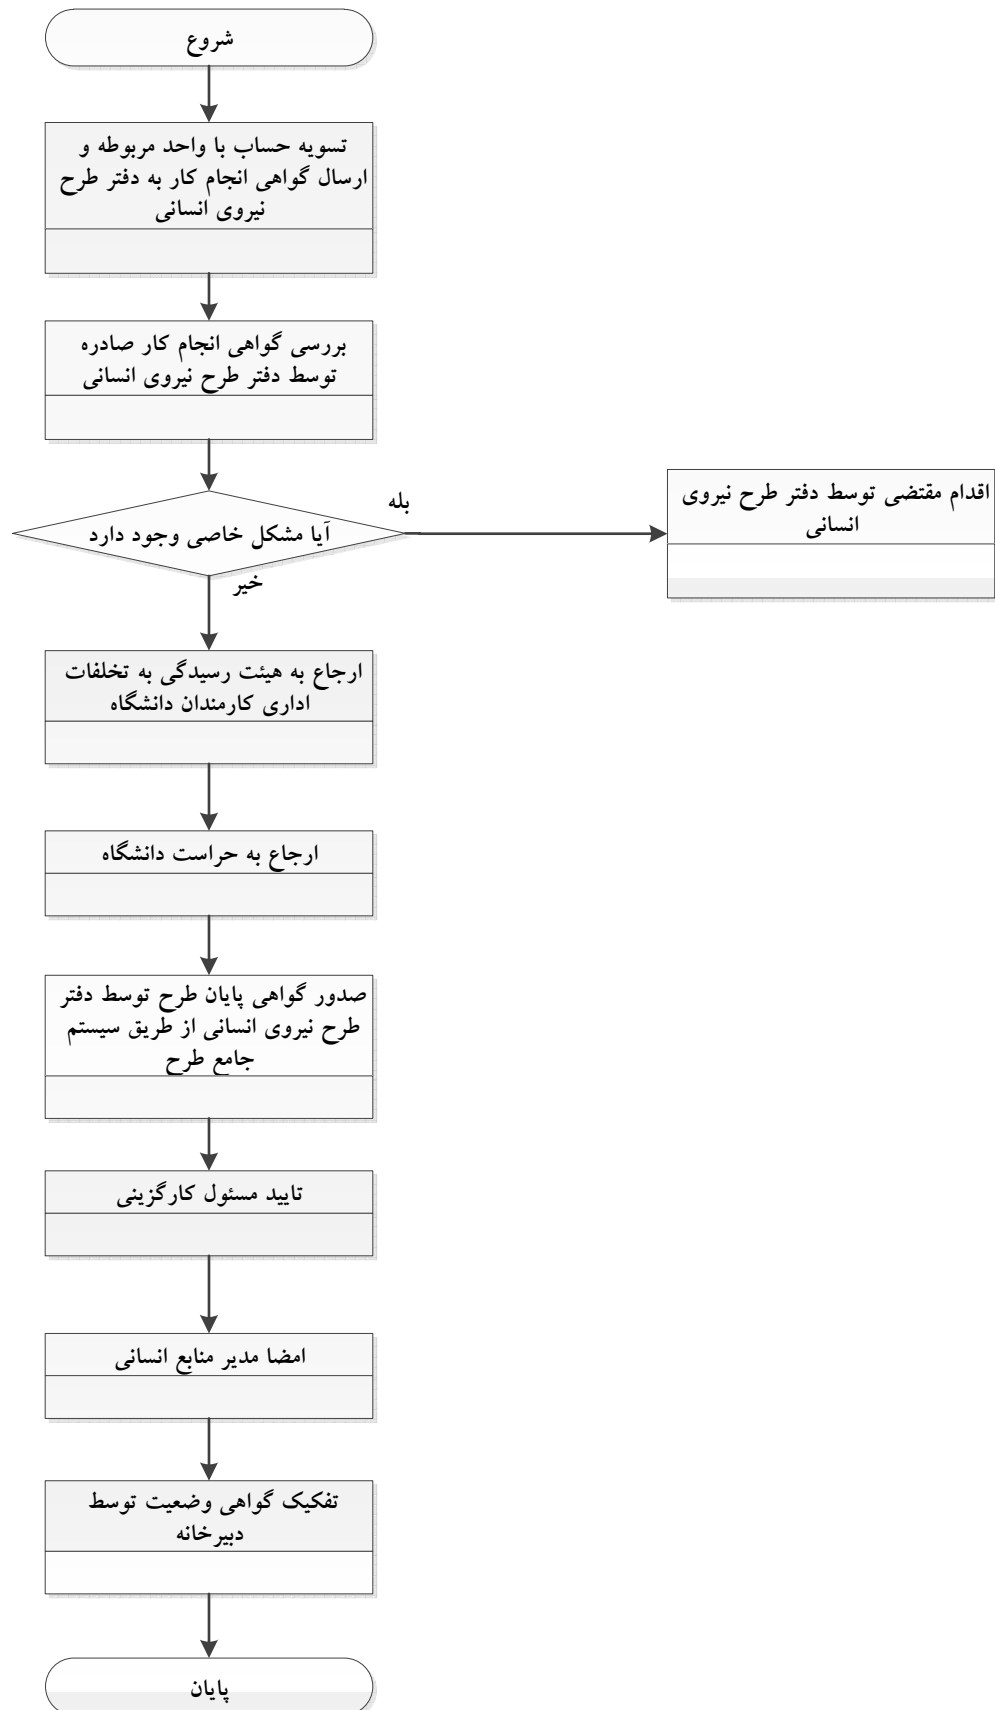 شروع
تسویه حساب با واحد مربوطه و
ارسال گواهی انجام کار به دفتر طرح
نیروی انسانی
بررسی گواهی انجام کار صادره
توسط دفتر طرح نیروی انسانی
آیا مشکل خاصی وجود دارد
بله
اقدام مقتضی توسط دفتر طرح نیروی
انسانی
خیر
ارجاع به هیئت رسیدگی به تخلفات
اداری کارمندان دانشگاه
ارجاع به حراست دانشگاه
صدور گواهی پایان طرح توسط دفتر
طرح نیروی انسانی از طریق سیستم
جامع طرح
تایید مسئول کارگزینی
امضا مدیر منابع انسانی
تفکیک گواهی وضعیت توسط
دبیرخانه
پایان